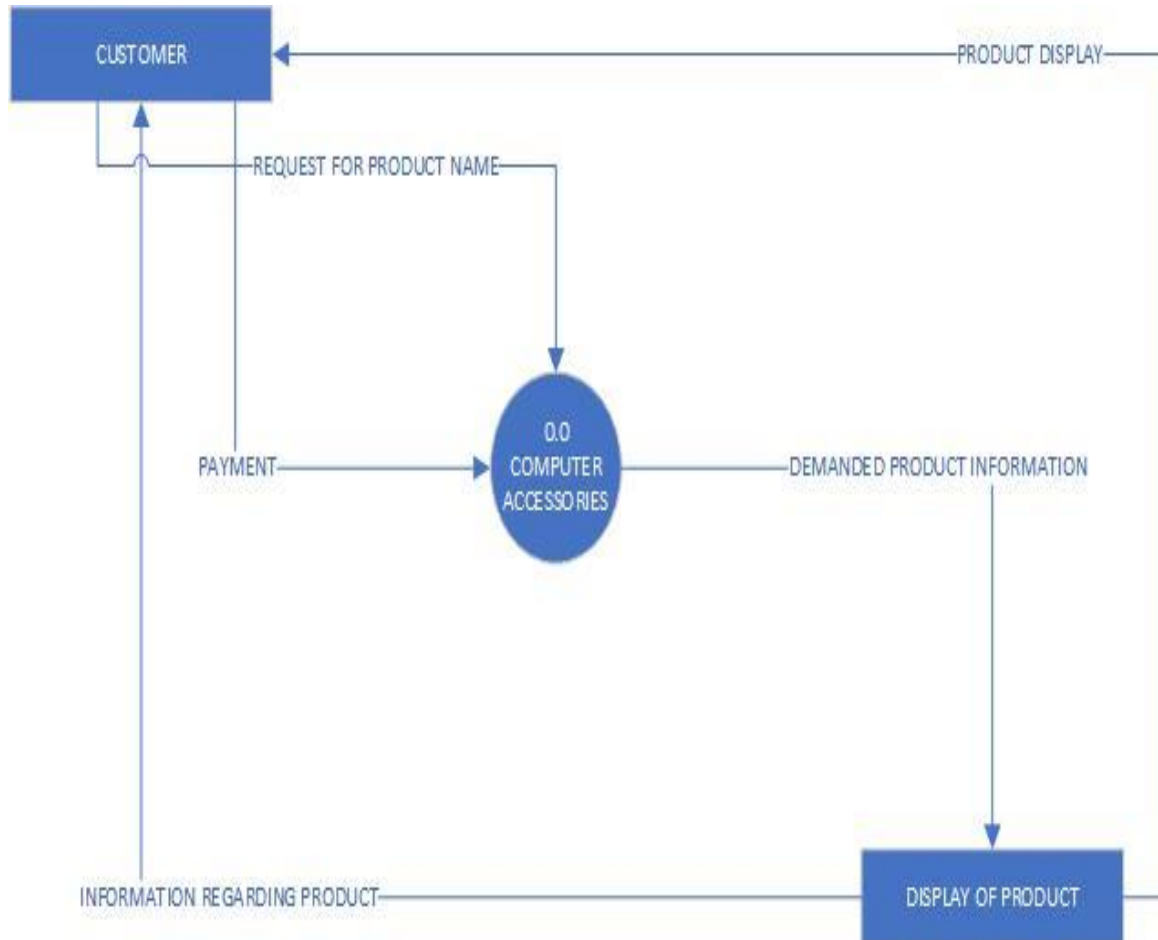 CUSTOMER
PRODUCT DISPLAY
REQUEST FOR PRODUCT NAME
0.0
COMPUTER
ACCESSORIES
PAYMENT
DEMANDED PRODUCT INFORMATION
INFORMATION REGARDING PRODUCT
DISPLAY OF PRODUCT